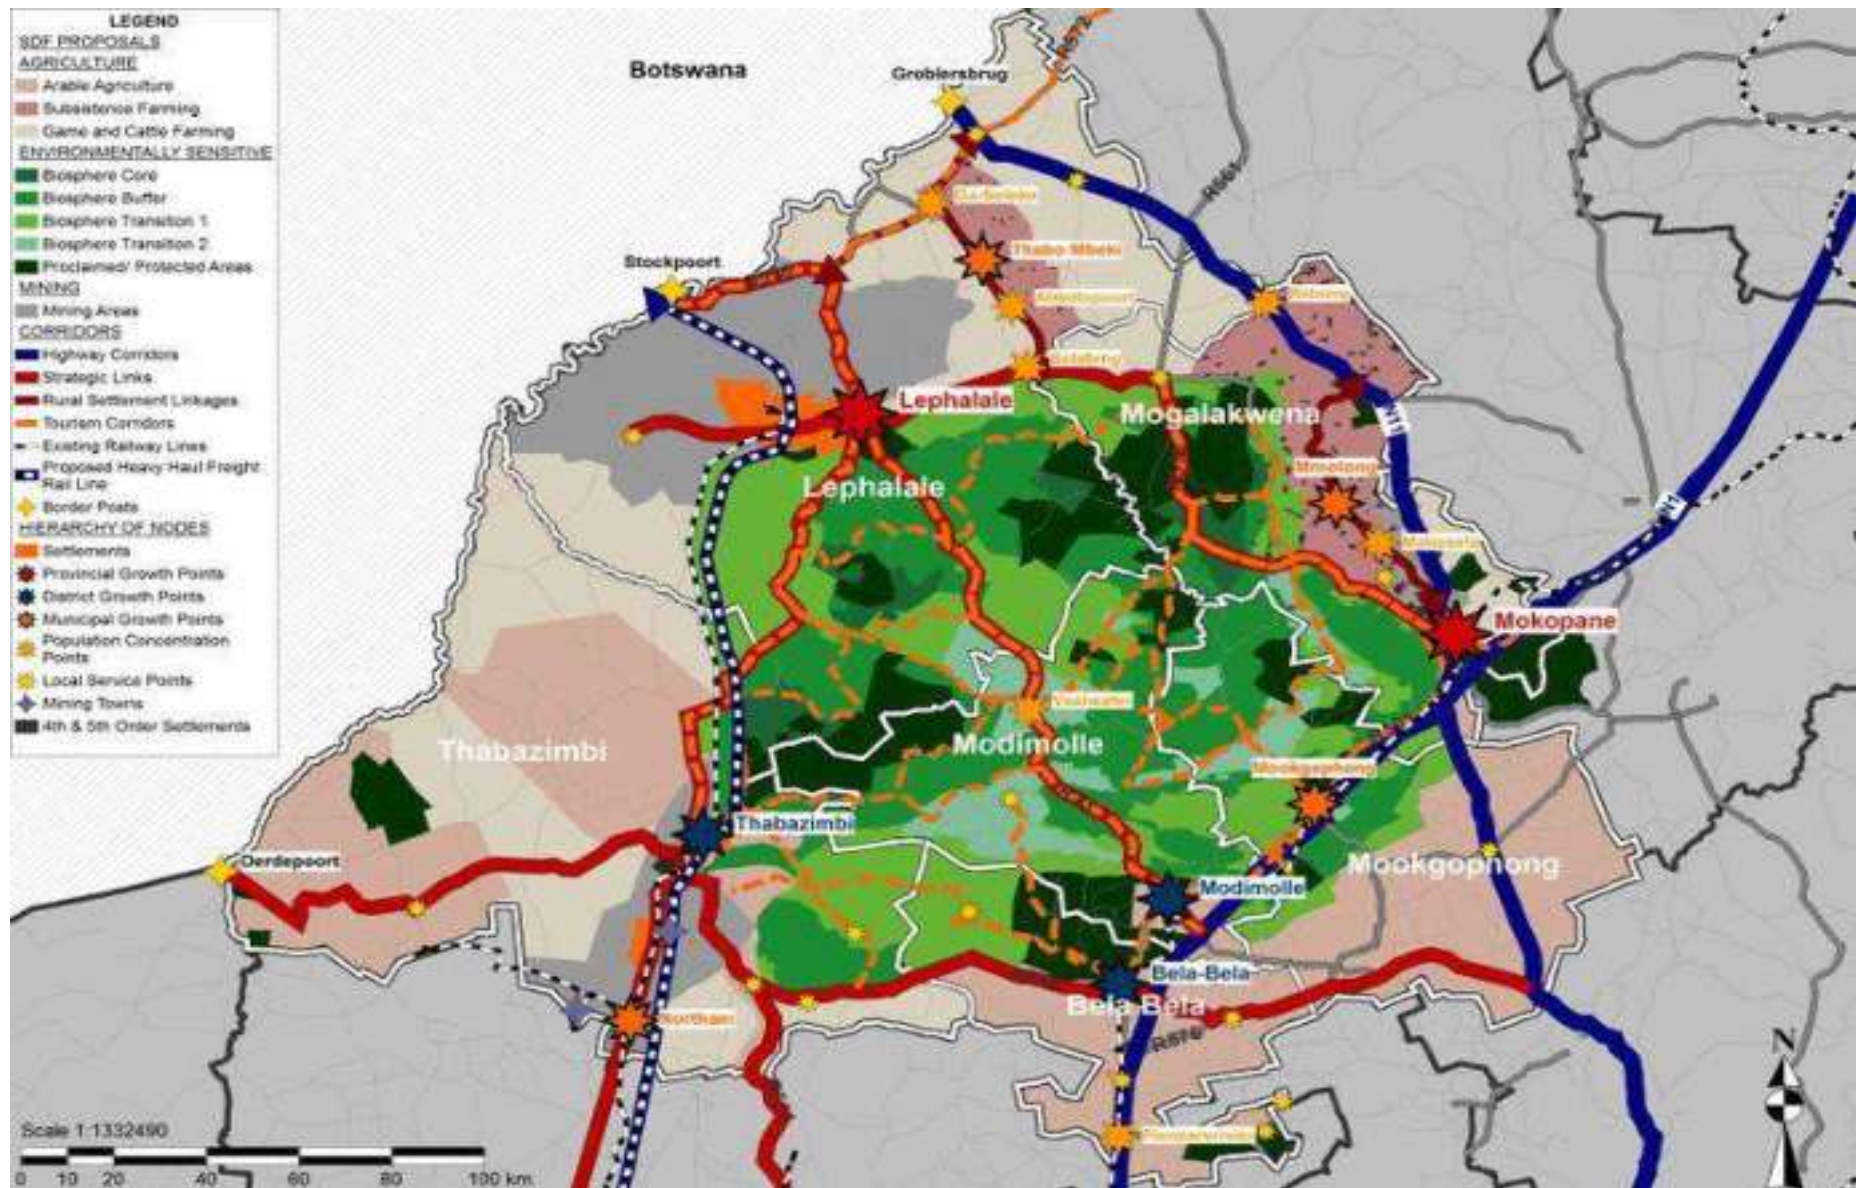 LEGEND
SDF PROPOSALS
AGRICULTURE
Arable Agriculture
Subsistence Farming
Game and Cattle Farming
ENVIRONMENTALLY SENSITIVE
Biosphere Core
Biosphere Buffer
Biosphere Transition 1
Biosphere Transition 2
Proclaimed/ Protected Areas
MINING
Mining Areas
CORRIDORS
Highway Corridors
Strategic Links
Rural Settlement Linkages
Tourism Corridors
Existing Railway Lines
Proposed Heavy Haul Freight
Rail Line
Border Posts
HIERARCHY OF NODES
Settlements
Provincial Growth Points
District Growth Points
Municipal Growth Points
Population Concentration
Points
Local Service Points
Mining Towns
4th & 5th Order Settlements
Botswana
Groblersbrug
Thabo Mbeki
Stockpoort
Rebone
Lephalale
Mogalakwena
N11
Mmotong
Lephalale
N1
Mokopane
Vaalwater
Modimolle
Thabazimbi
Mookgophong
Thabazimbi
Mookgophong
Derdepoort
Modimolle
Bela-Bela
Bela Bela
Northam
Scale 1:1332490
0 10 20 40 60 80 100 km
N